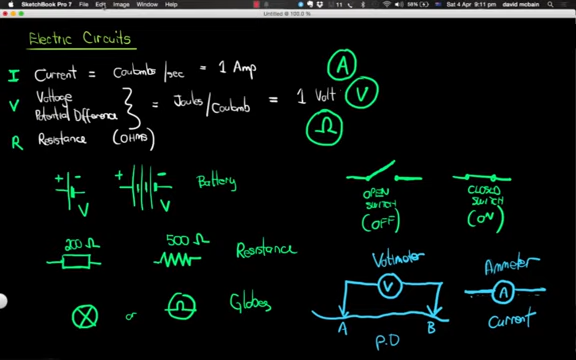 SketchBook Pro 7 File Edit Image Window Help
11 58% Sat 4 Apr 9:11 pm david mcbain
Untitled @ 100.0 %
Electric Circuits
I Current = Coulombs/sec = 1 Amp A
V Voltage
Potential Difference = Joules/Coulomb = 1 Volt V
R Resistance (OHMS) Ω
+ - V + - V Battery
OPEN SWITCH (OFF)
CLOSED SWITCH (ON)
200 Ω 500 Ω Resistance
Voltmeter
V
A B
P.D
Ammeter
A
Current
or Globes